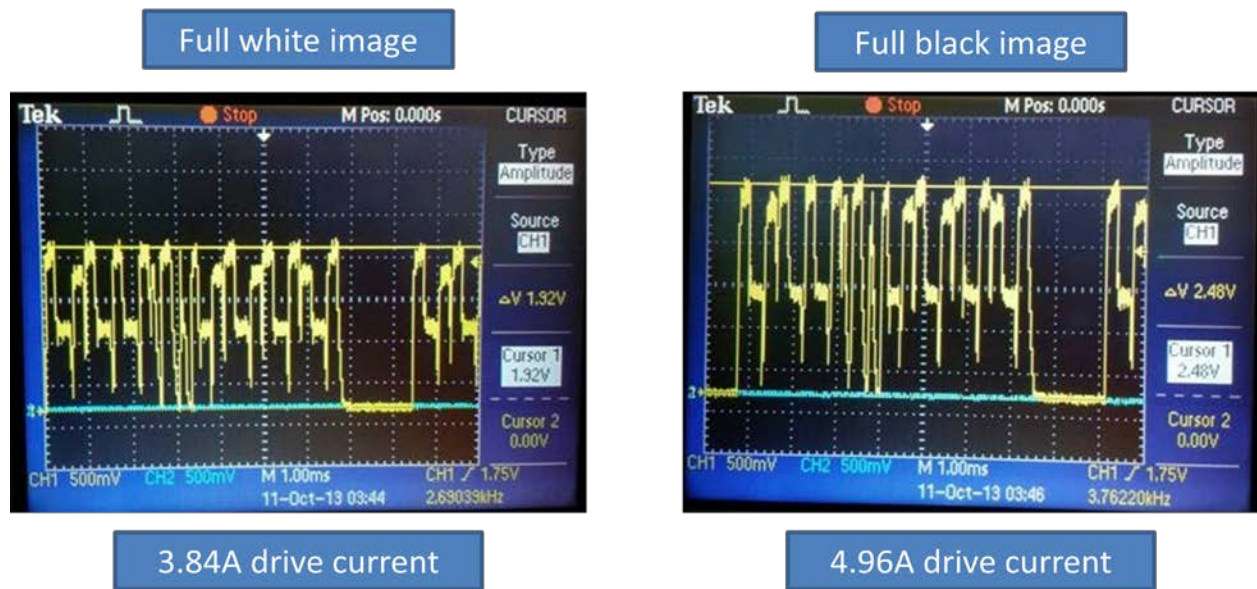 Full white image
Full black image
Tek
Stop
M Pos: 0.000s
CURSOR
Type
Amplitude
Source
CH1
△V 1.92V
Cursor 1
1.92V
Cursor 2
0.00V
CH1 500mV
CH2 500mV
M 1.00ms
CH1 ƒ 1.75V
11-Oct-13 03:44
2.69039kHz
Tek
Stop
M Pos: 0.000s
CURSOR
Type
Amplitude
Source
CH1
△V 2.48V
Cursor 1
2.48V
Cursor 2
0.00V
CH1 500mV
CH2 500mV
M 1.00ms
CH1 ƒ 1.75V
11-Oct-13 03:46
3.76220kHz
3.84A drive current
4.96A drive current